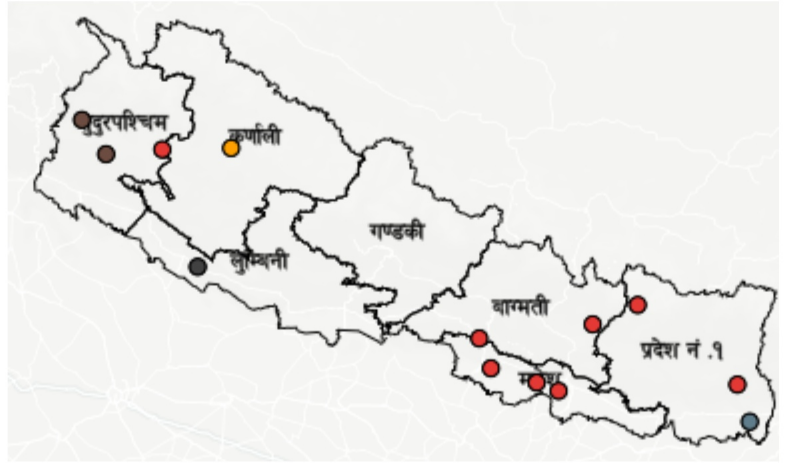 सुदुरपश्चिम
कर्णाली
गण्डकी
लुम्बिनी
बाग्मती
प्रदेश नं .१